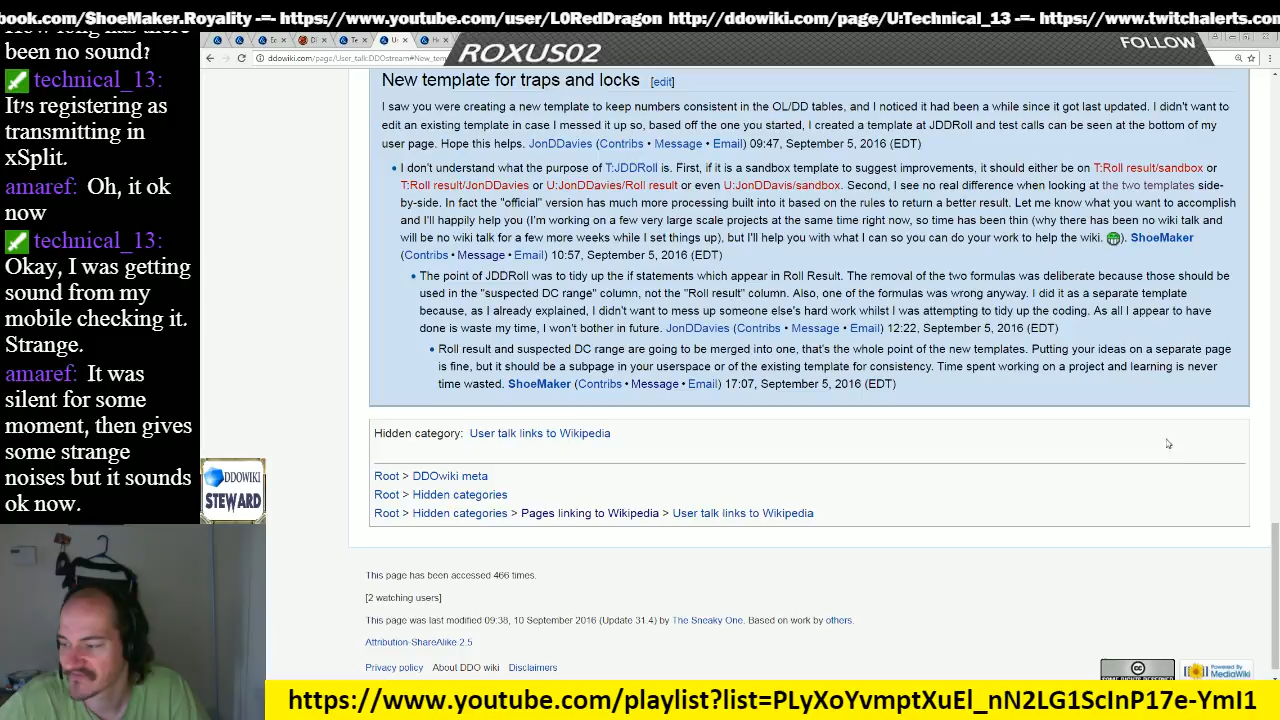 book.com/ShoeMaker.Royality -=- https://www.youtube.com/user/L0RedDragon http://ddowiki.com/page/U:Technical_13 -=- https://www.twitchalerts.com
How long has there
been no sound?
technical_13:
It's registering as
transmitting in
xSplit.
amaref: Oh, it ok
now
technical_13:
Okay, I was getting
sound from my
mobile checking it.
Strange.
amaref: It was
silent for some
moment, then gives
some strange
noises but it sounds
ok now.
ROXUS02
FOLLOW
ddowiki.com/page/User_talk:DDOstream#New_tem
New template for traps and locks [edit]
I saw you were creating a new template to keep numbers consistent in the OL/DD tables, and I noticed it had been a while since it got last updated. I didn't want to
edit an existing template in case I messed it up so, based off the one you started, I created a template at JDDRoll and test calls can be seen at the bottom of my
user page. Hope this helps. JonDDavies (Contribs • Message • Email) 09:47, September 5, 2016 (EDT)
• I don't understand what the purpose of T:JDDRoll is. First, if it is a sandbox template to suggest improvements, it should either be on T:Roll result/sandbox or
T:Roll result/JonDDavies or U:JonDDavies/Roll result or even U:JonDDavis/sandbox. Second, I see no real difference when looking at the two templates side-
by-side. In fact the "official" version has much more processing built into it based on the rules to return a better result. Let me know what you want to accomplish
and I'll happily help you (I'm working on a few very large scale projects at the same time right now, so time has been thin (why there has been no wiki talk and
will be no wiki talk for a few more weeks while I set things up), but I'll help you with what I can so you can do your work to help the wiki. ). ShoeMaker
(Contribs • Message • Email) 10:57, September 5, 2016 (EDT)
• The point of JDDRoll was to tidy up the if statements which appear in Roll Result. The removal of the two formulas was deliberate because those should be
used in the "suspected DC range" column, not the "Roll result" column. Also, one of the formulas was wrong anyway. I did it as a separate template
because, as I already explained, I didn't want to mess up someone else's hard work whilst I was attempting to tidy up the coding. As all I appear to have
done is waste my time, I won't bother in future. JonDDavies (Contribs • Message • Email) 12:22, September 5, 2016 (EDT)
• Roll result and suspected DC range are going to be merged into one, that's the whole point of the new templates. Putting your ideas on a separate page
is fine, but it should be a subpage in your userspace or of the existing template for consistency. Time spent working on a project and learning is never
time wasted. ShoeMaker (Contribs • Message • Email) 17:07, September 5, 2016 (EDT)
Hidden category: User talk links to Wikipedia
Root > DDOwiki meta
Root > Hidden categories
Root > Hidden categories > Pages linking to Wikipedia > User talk links to Wikipedia
DDOWIKI
STEWARD
This page has been accessed 466 times.
[2 watching users]
This page was last modified 09:38, 10 September 2016 (Update 31.4) by The Sneaky One. Based on work by others.
Attribution-ShareAlike 2.5
Privacy policy About DDO wiki Disclaimers
cc
SOME RIGHTS RESERVED
Powered By
MediaWiki
https://www.youtube.com/playlist?list=PLyXoYvmptXuEl_nN2LG1ScInP17e-YmI1